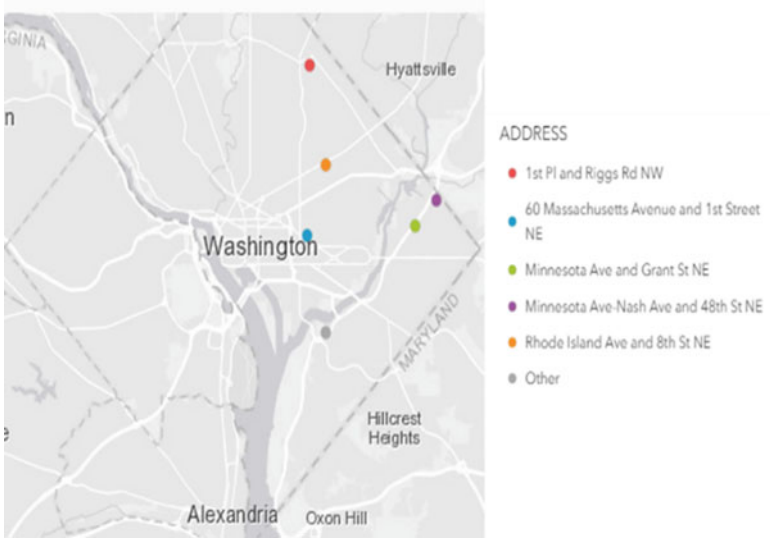 GINIA
Hyattsville
n
Washington
MARYLAND
Hillcrest
Heights
Alexandria
Oxon Hill
ADDRESS
1st Pl and Riggs Rd NW
60 Massachusetts Avenue and 1st Street
NE
Minnesota Ave and Grant St NE
Minnesota Ave-Nash Ave and 48th St NE
Rhode Island Ave and 8th St NE
Other